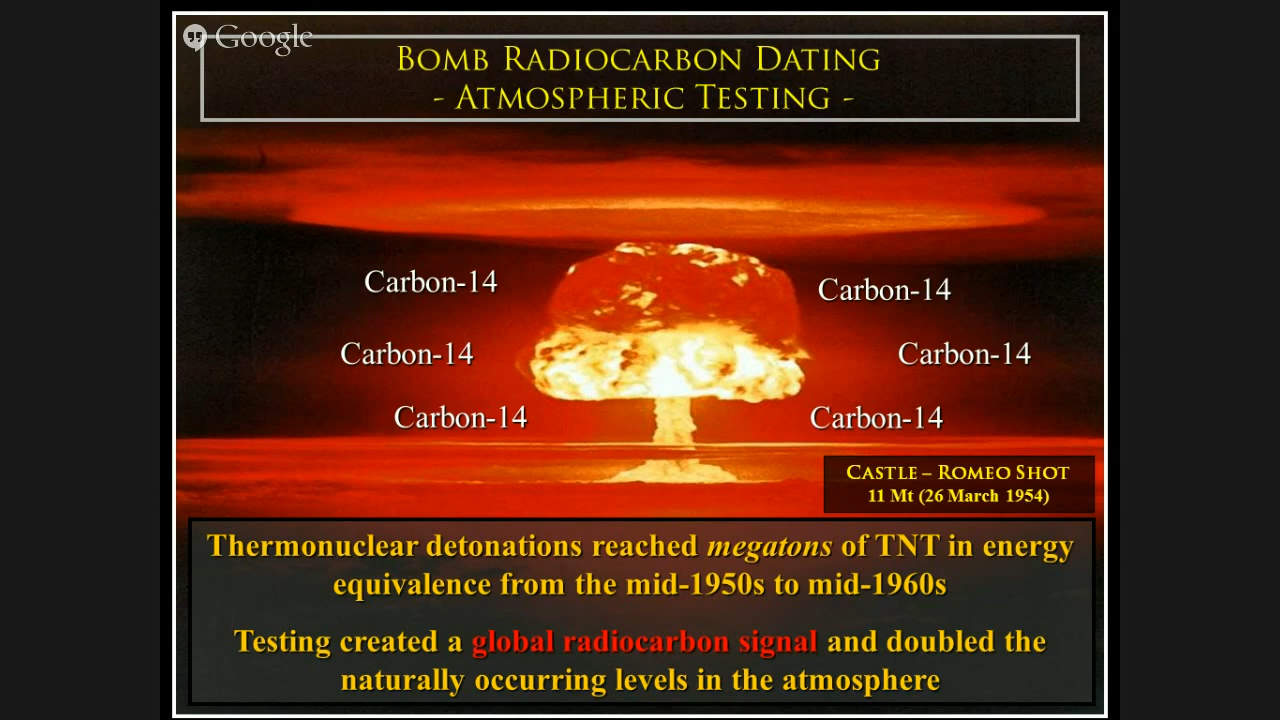 Google
BOMB RADIOCARBON DATING
- ATMOSPHERIC TESTING -
Carbon-14 Carbon-14
Carbon-14 Carbon-14
Carbon-14 Carbon-14
CASTLE – ROMEO SHOT
11 Mt (26 March 1954)
Thermonuclear detonations reached megatons of TNT in energy
equivalence from the mid-1950s to mid-1960s
Testing created a global radiocarbon signal and doubled the
naturally occurring levels in the atmosphere